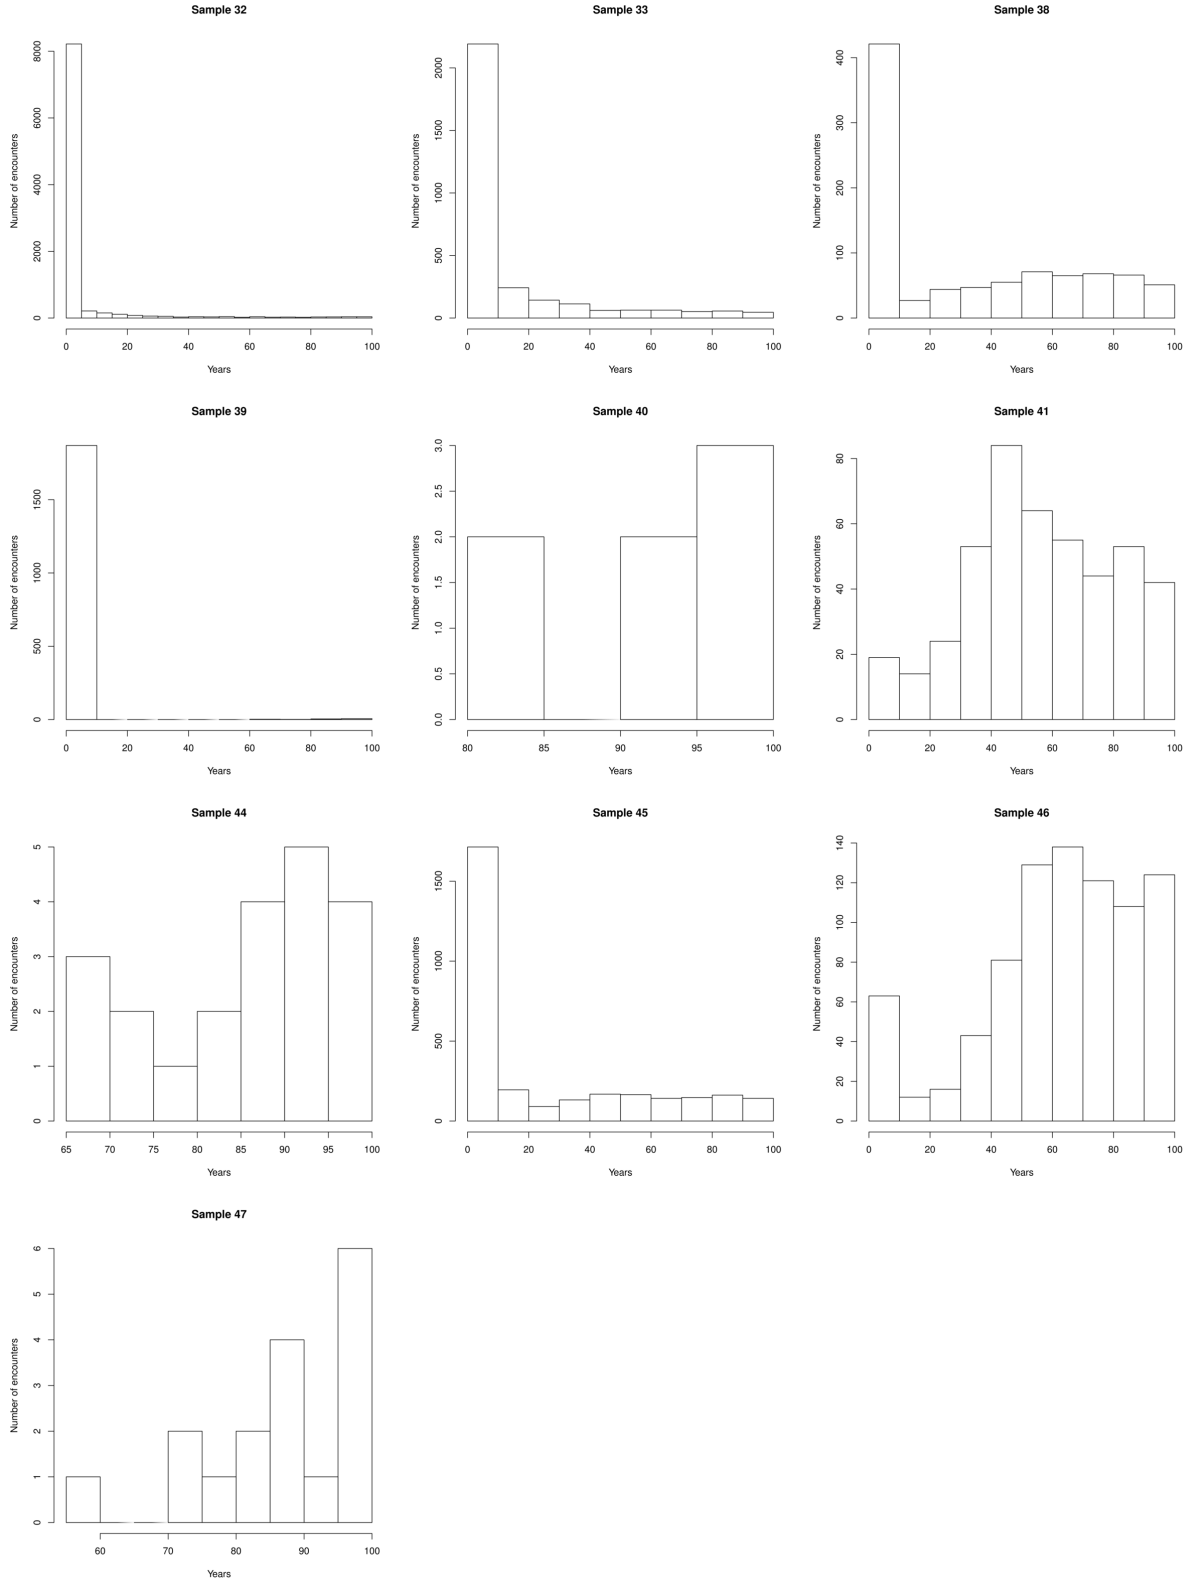 Sample 32
Number of encounters
0 2000 4000 6000 8000
0 20 40 60 80 100
Years
Sample 33
Number of encounters
0 500 1000 1500 2000
0 20 40 60 80 100
Years
Sample 38
Number of encounters
0 100 200 300 400
0 20 40 60 80 100
Years
Sample 39
Number of encounters
0 500 1000 1500
0 20 40 60 80 100
Years
Sample 40
Number of encounters
0.0 0.5 1.0 1.5 2.0 2.5 3.0
80 85 90 95 100
Years
Sample 41
Number of encounters
0 20 40 60 80
0 20 40 60 80 100
Years
Sample 44
Number of encounters
0 1 2 3 4 5
65 70 75 80 85 90 95 100
Years
Sample 45
Number of encounters
0 500 1000 1500
0 20 40 60 80 100
Years
Sample 46
Number of encounters
0 20 40 60 80 100 120 140
0 20 40 60 80 100
Years
Sample 47
Number of encounters
0 1 2 3 4 5 6
60 70 80 90 100
Years